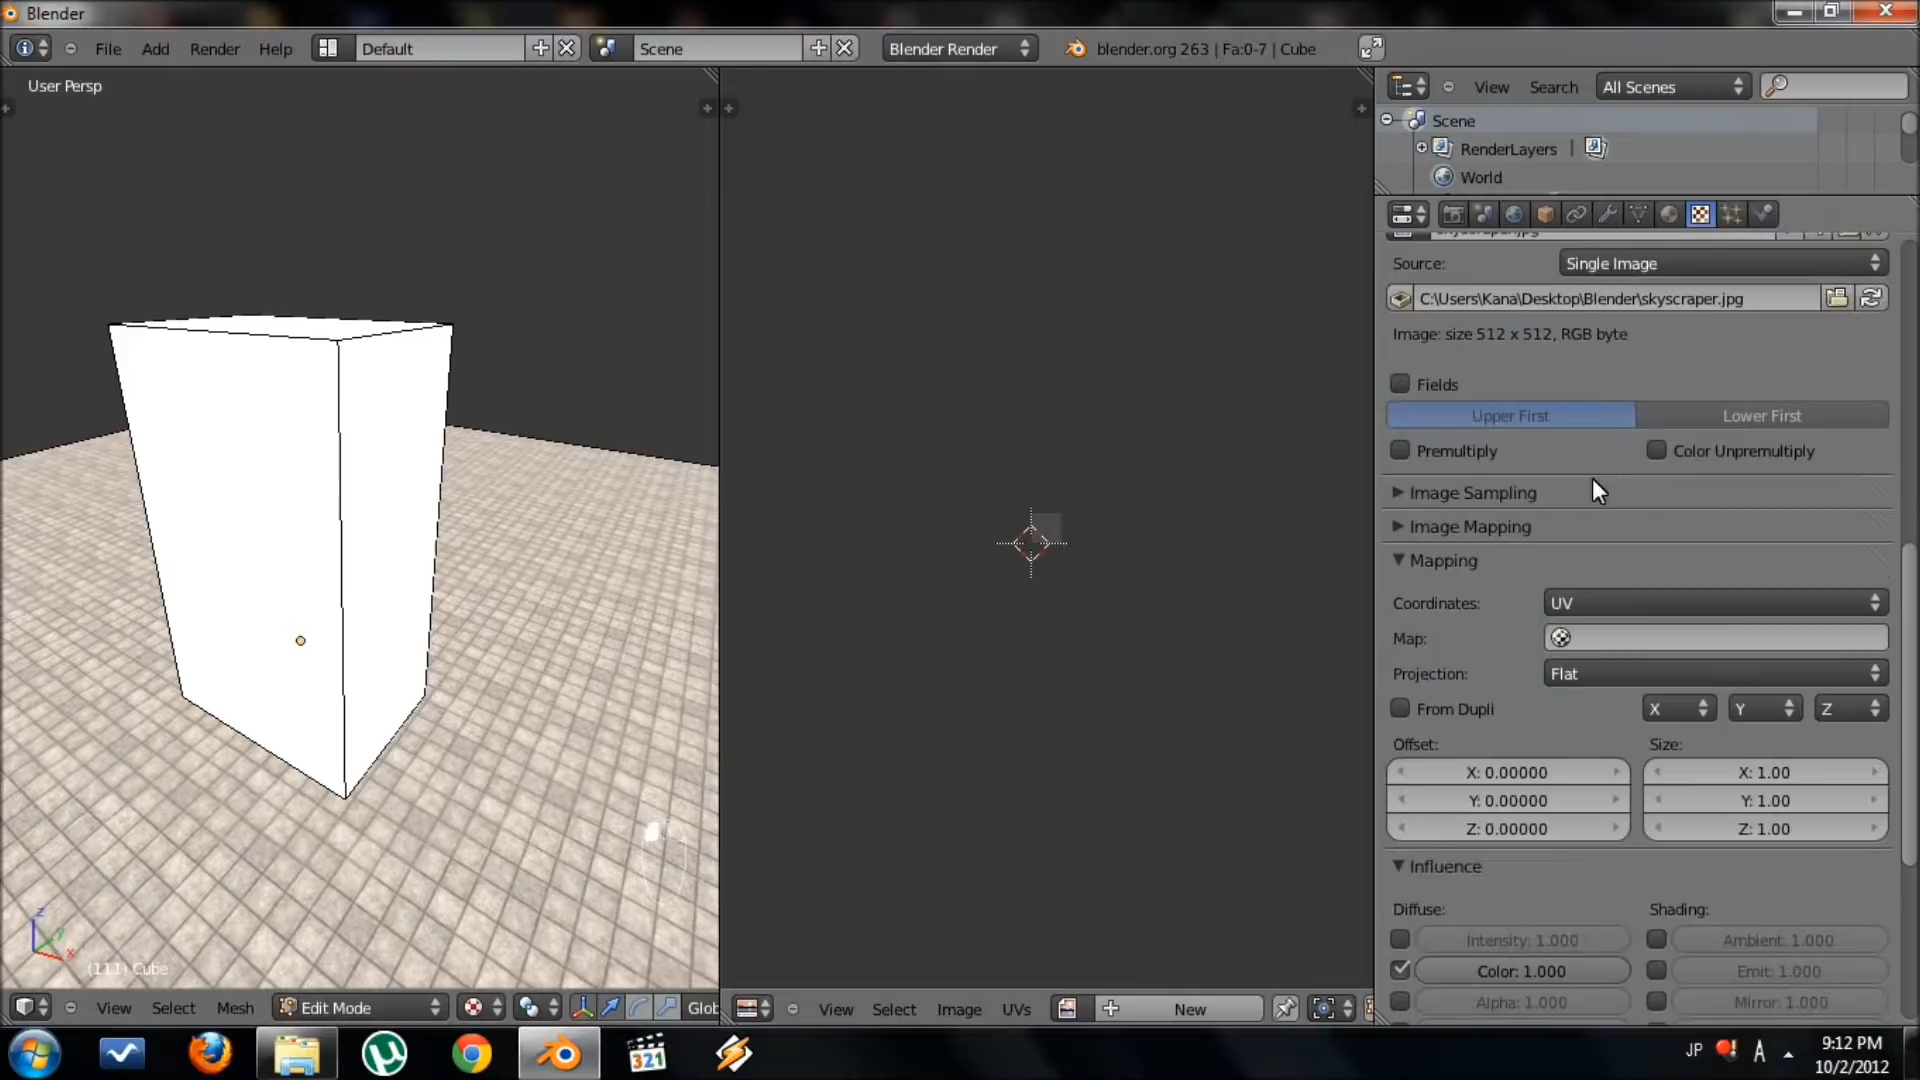 Blender
File Add Render Help Default Scene Blender Render blender.org 263 | Fa:0-7 | Cube
User Persp
View Search All Scenes
Scene
RenderLayers |
World
Source: Single Image
C:\Users\Kana\Desktop\Blender\skyscraper.jpg
Image: size 512 x 512, RGB byte
Fields
Upper First Lower First
Premultiply Color Unpremultiply
Image Sampling
Image Mapping
Mapping
Coordinates: UV
Map:
Projection: Flat
From Dupli X Y Z
Offset: Size:
X: 0.00000 X: 1.00
Y: 0.00000 Y: 1.00
Z: 0.00000 Z: 1.00
Influence
Diffuse: Shading:
Intensity: 1.000 Ambient: 1.000
Color: 1.000 Emit: 1.000
Alpha: 1.000 Mirror: 1.000
z
y
x
(111) Cube
View Select Mesh Edit Mode Glob
View Select Image UVs New
321
JP A 9:12 PM
10/2/2012